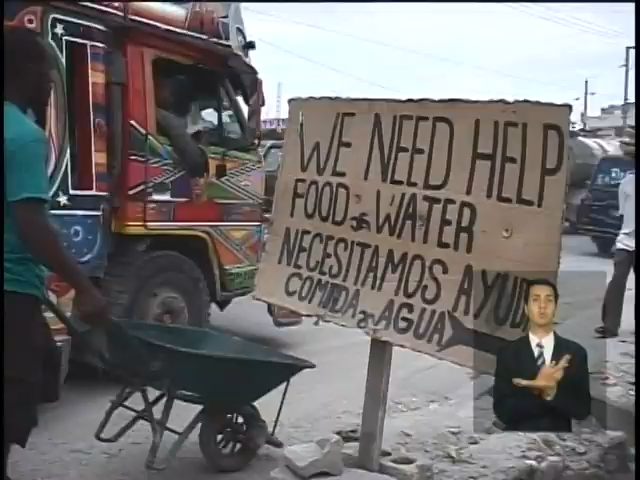 WE NEED HELP
FOOD & WATER
NECESITAMOS AYUD
COMIDA & AGUA